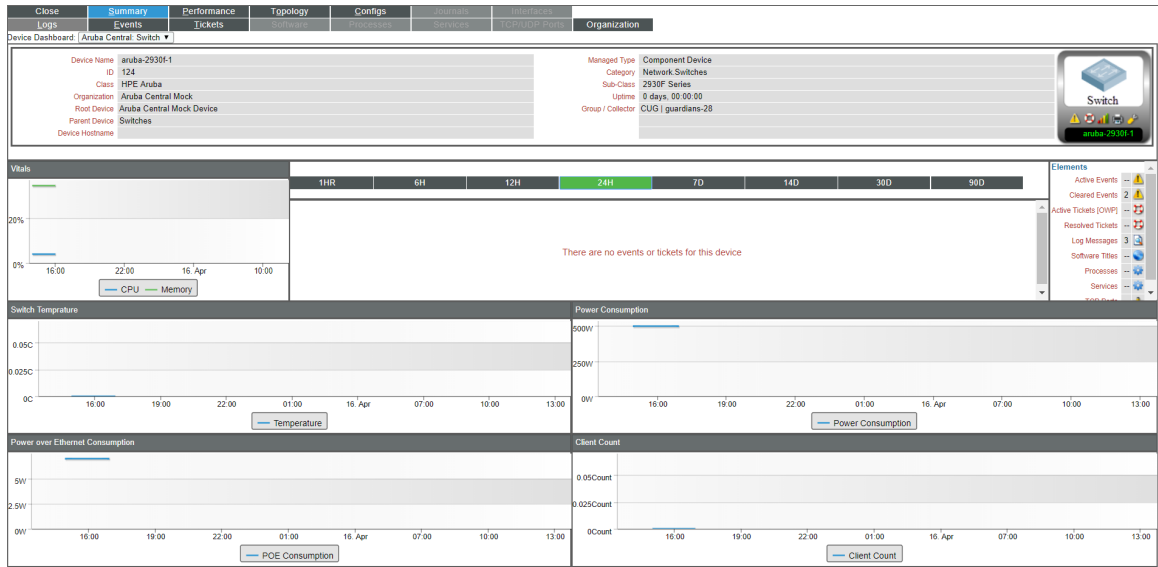 Close Summary Performance Topology Configs Journals Interfaces
Logs Events Tickets Software Processes Services TCP/UDP Ports Organization
Device Dashboard: Aruba Central: Switch ▼
Device Name aruba-2930f-1 Managed Type Component Device
ID 124 Category Network.Switches
Class HPE Aruba Sub-Class 2930F Series
Organization Aruba Central Mock Uptime 0 days, 00:00:00
Root Device Aruba Central Mock Device Group / Collector CUG | guardians-28
Parent Device Switches
Device Hostname
Switch
aruba-2930f-1
Vitals
20%
0%
16:00 22:00 16. Apr 10:00
CPU Memory
1HR 6H 12H 24H 7D 14D 30D 90D
There are no events or tickets for this device
Elements
Active Events --
Cleared Events 2
Active Tickets [OWP] --
Resolved Tickets --
Log Messages 3
Software Titles --
Processes --
Services --
Switch Temprature
0.05C
0.025C
0C
16:00 19:00 22:00 01:00 16. Apr 07:00 10:00 13:00
Temperature
Power Consumption
500W
250W
0W
16:00 19:00 22:00 01:00 16. Apr 07:00 10:00 13:00
Power Consumption
Power over Ethernet Consumption
5W
2.5W
0W
16:00 19:00 22:00 01:00 16. Apr 07:00 10:00 13:00
POE Consumption
Client Count
0.05Count
0.025Count
0Count
16:00 19:00 22:00 01:00 16. Apr 07:00 10:00 13:00
Client Count